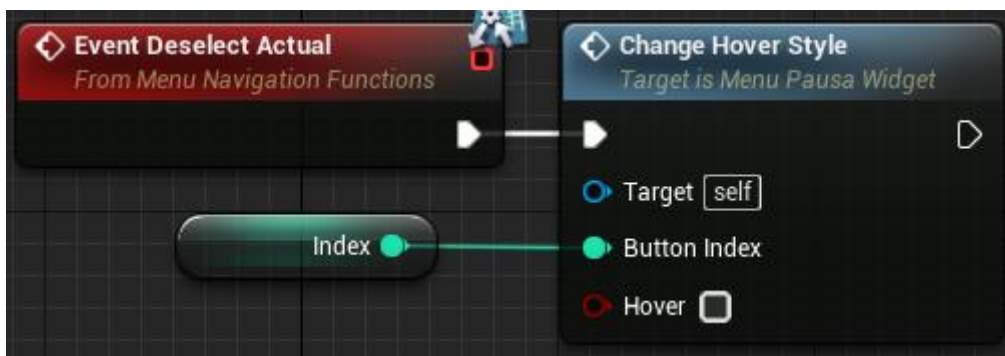 Event Deselect Actual
From Menu Navigation Functions
Change Hover Style
Target is Menu Pausa Widget
Target self
Index
Button Index
Hover